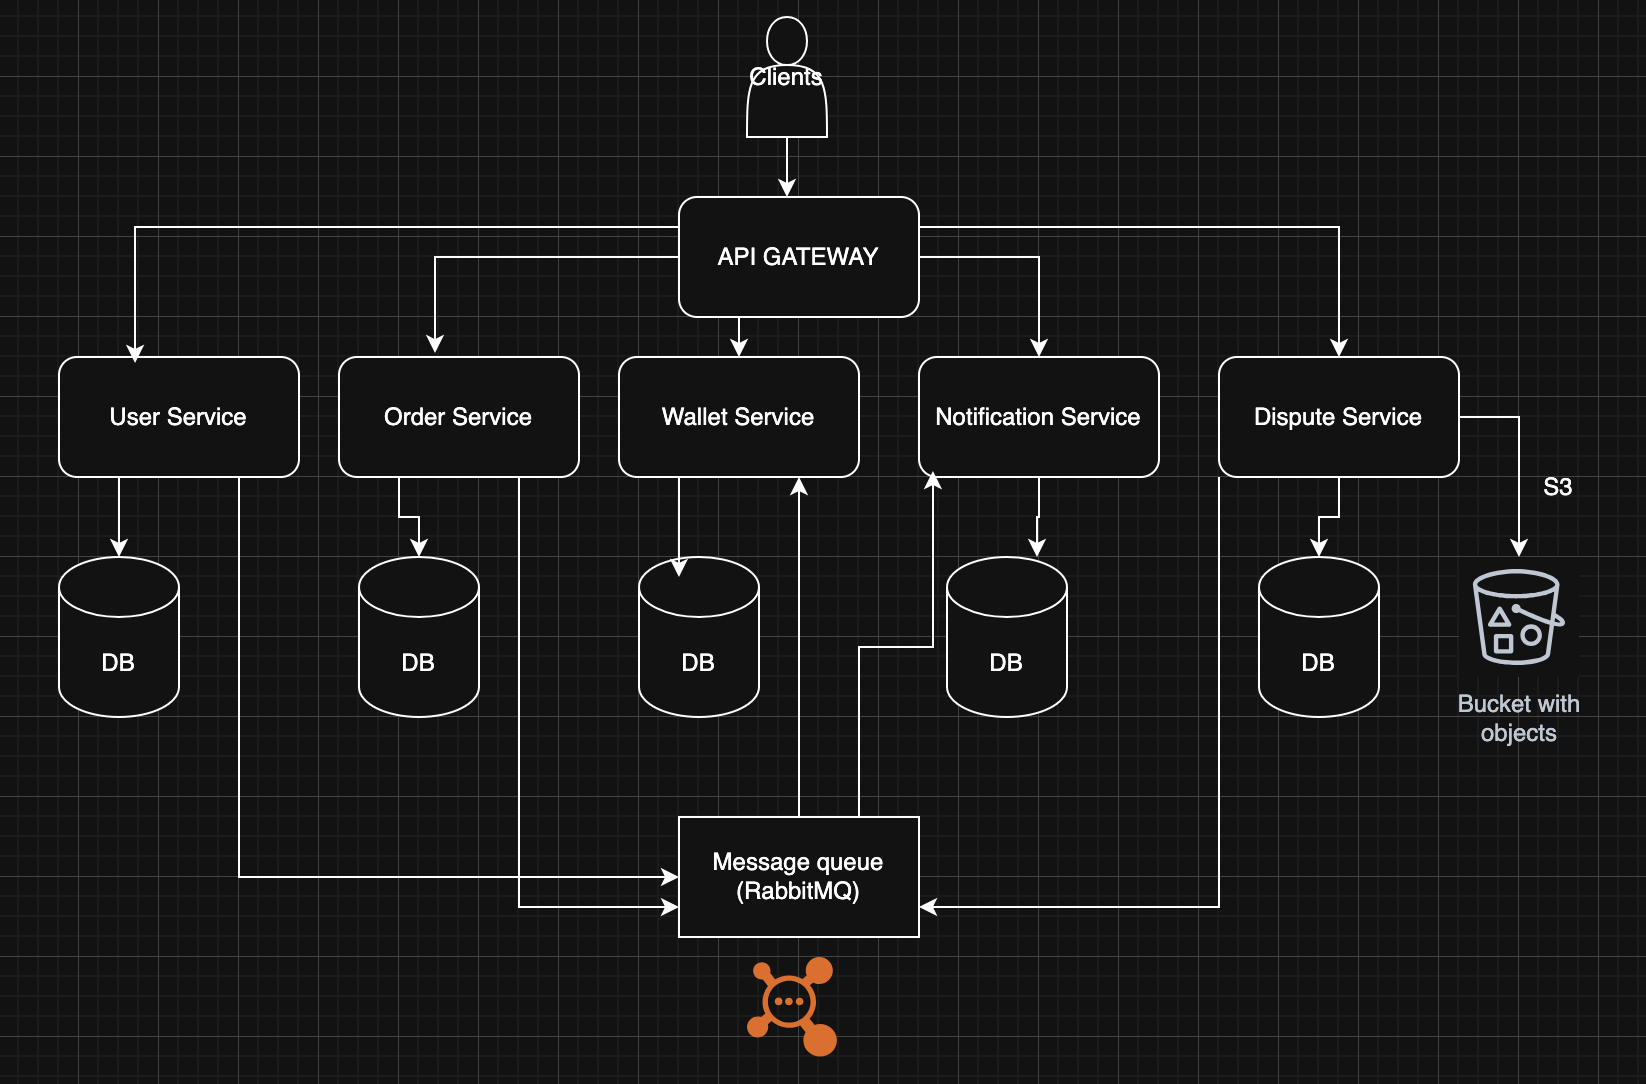 Clients
API GATEWAY
User Service
Order Service
Wallet Service
Notification Service
Dispute Service
S3
DB
DB
DB
DB
DB
Bucket with
objects
Message queue
(RabbitMQ)